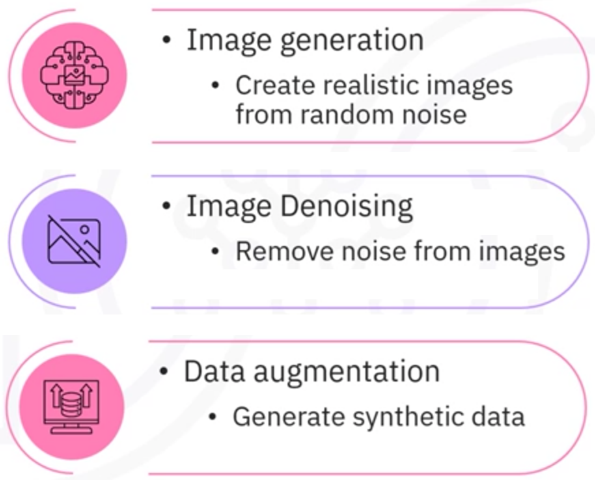 • Image generation
• Create realistic images
from random noise
• Image Denoising
• Remove noise from images
• Data augmentation
• Generate synthetic data